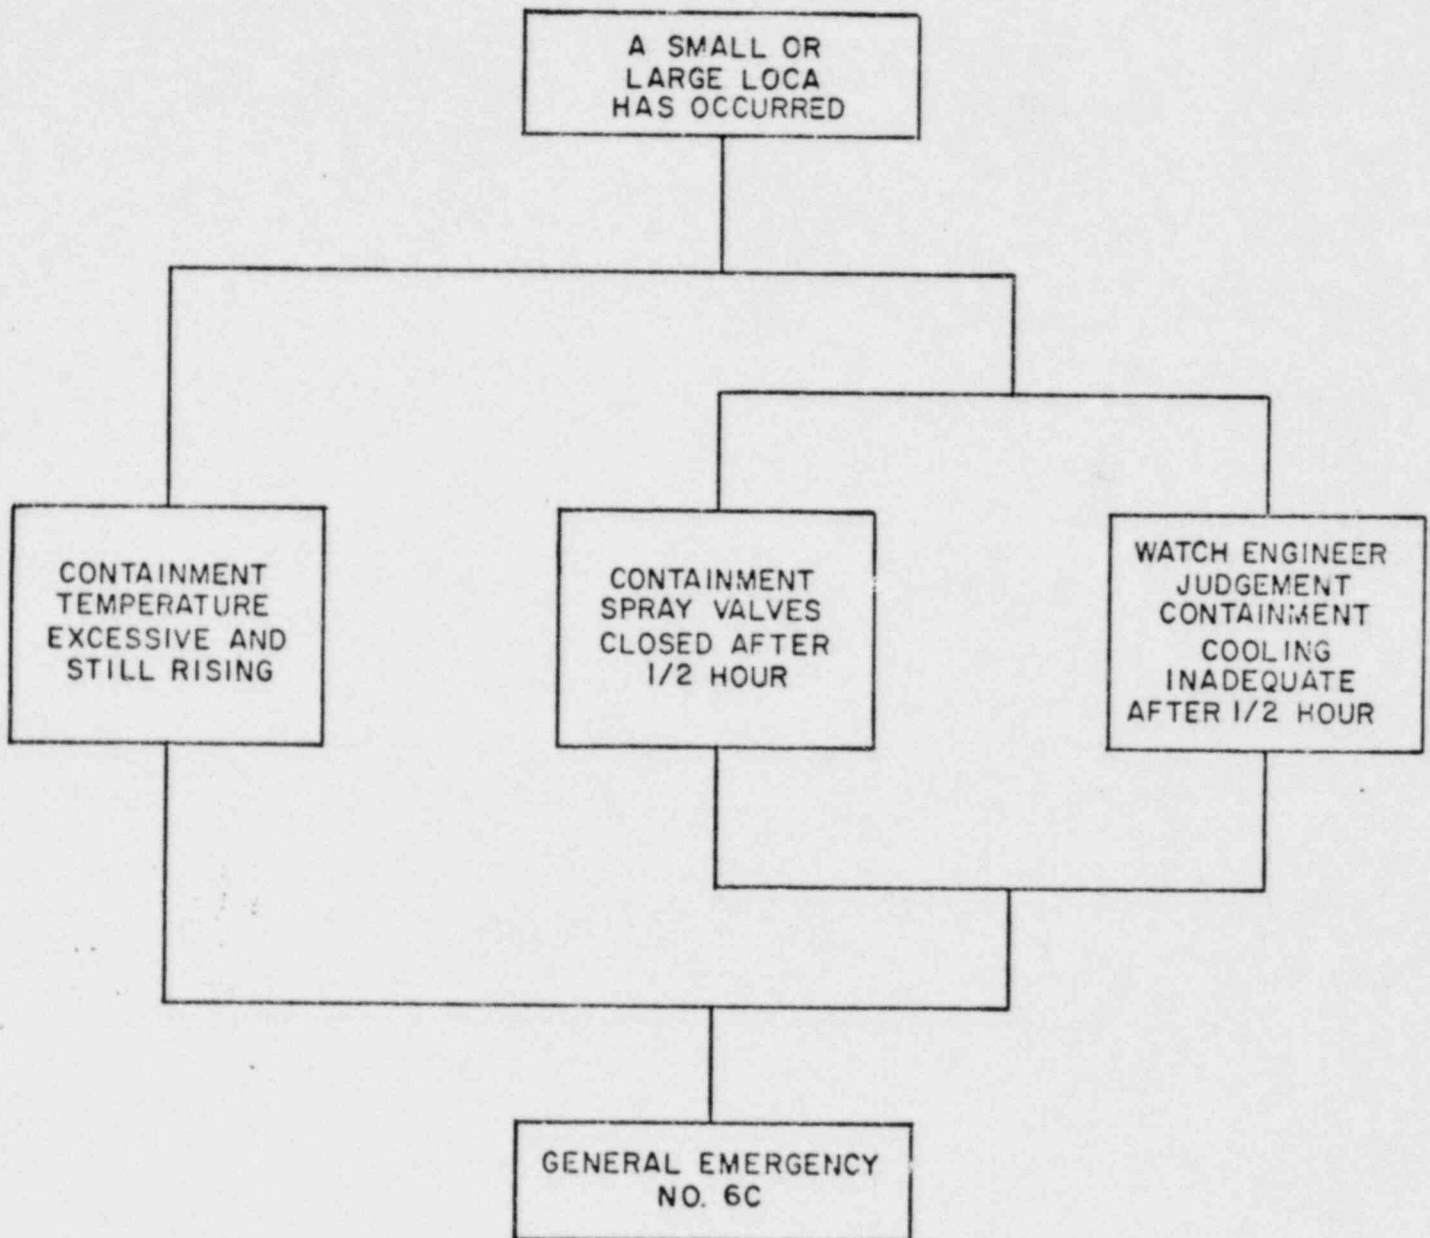 A SMALL OR
LARGE LOCA
HAS OCCURRED
CONTAINMENT
TEMPERATURE
EXCESSIVE AND
STILL RISING
CONTAINMENT
SPRAY VALVES
CLOSED AFTER
1/2 HOUR
WATCH ENGINEER
JUDGEMENT
CONTAINMENT
COOLING
INADEQUATE
AFTER 1/2 HOUR
GENERAL EMERGENCY
NO. 6C